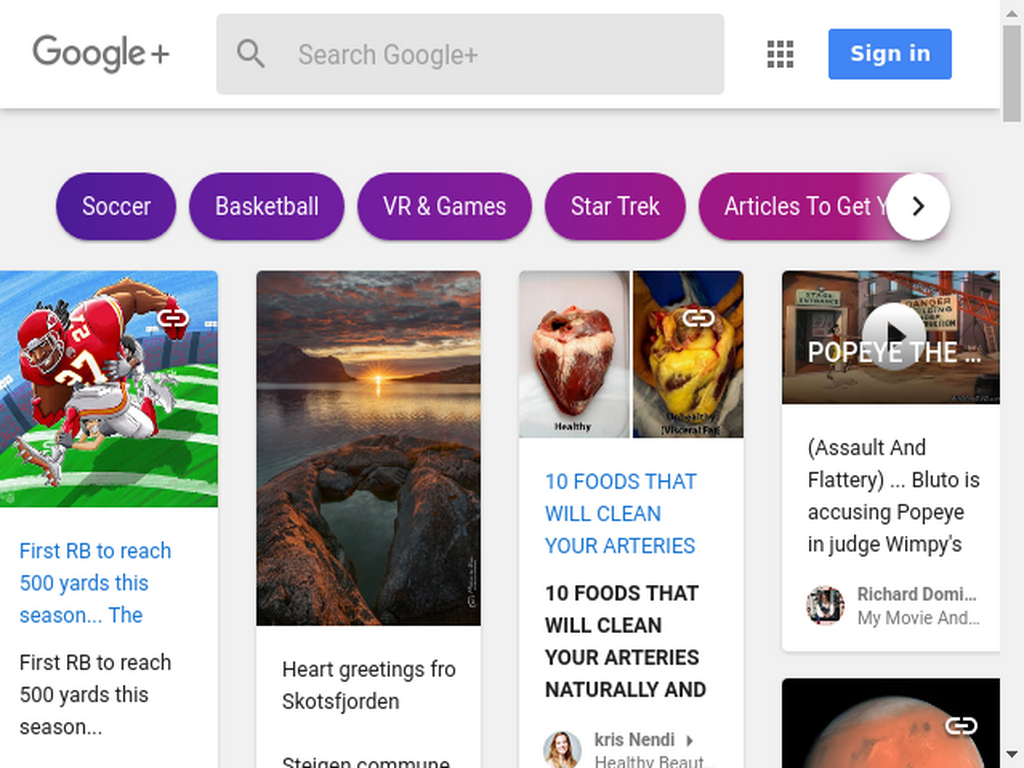 Google+
Search Google+
Sign in
Soccer
Basketball
VR & Games
Star Trek
Articles To Get Y
27
First RB to reach
500 yards this
season... The
First RB to reach
500 yards this
season...
Heart greetings fro
Skotsfjorden
Steigen commune
Healthy
Unhealthy
(Visceral Fat)
10 FOODS THAT
WILL CLEAN
YOUR ARTERIES
10 FOODS THAT
WILL CLEAN
YOUR ARTERIES
NATURALLY AND
kris Nendi
Healthy Beaut...
STAGE
ENTRANCE
DANGER
POPEYE THE ...
(Assault And
Flattery) ... Bluto is
accusing Popeye
in judge Wimpy's
Richard Domi...
My Movie And...